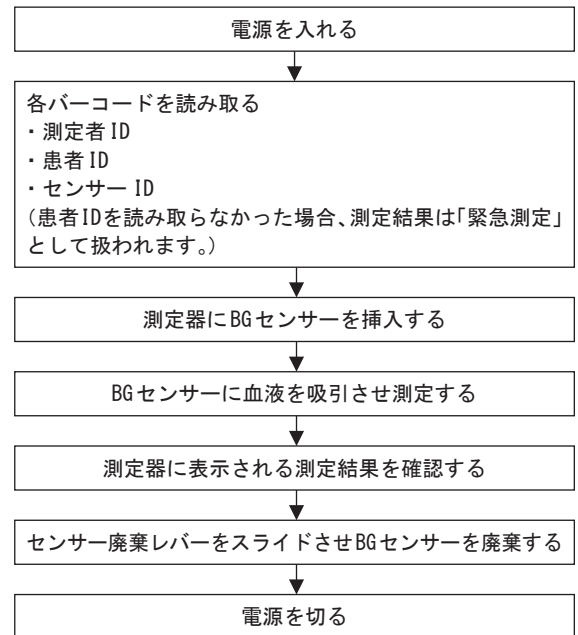 電源を入れる
各バーコードを読み取る
・測定者ID
・患者ID
・センサーID
(患者IDを読み取らなかった場合、測定結果は「緊急測定」
として扱われます。)
測定器にBGセンサーを挿入する
BGセンサーに血液を吸引させ測定する
測定器に表示される測定結果を確認する
センサー廃棄レバーをスライドさせBGセンサーを廃棄する
電源を切る